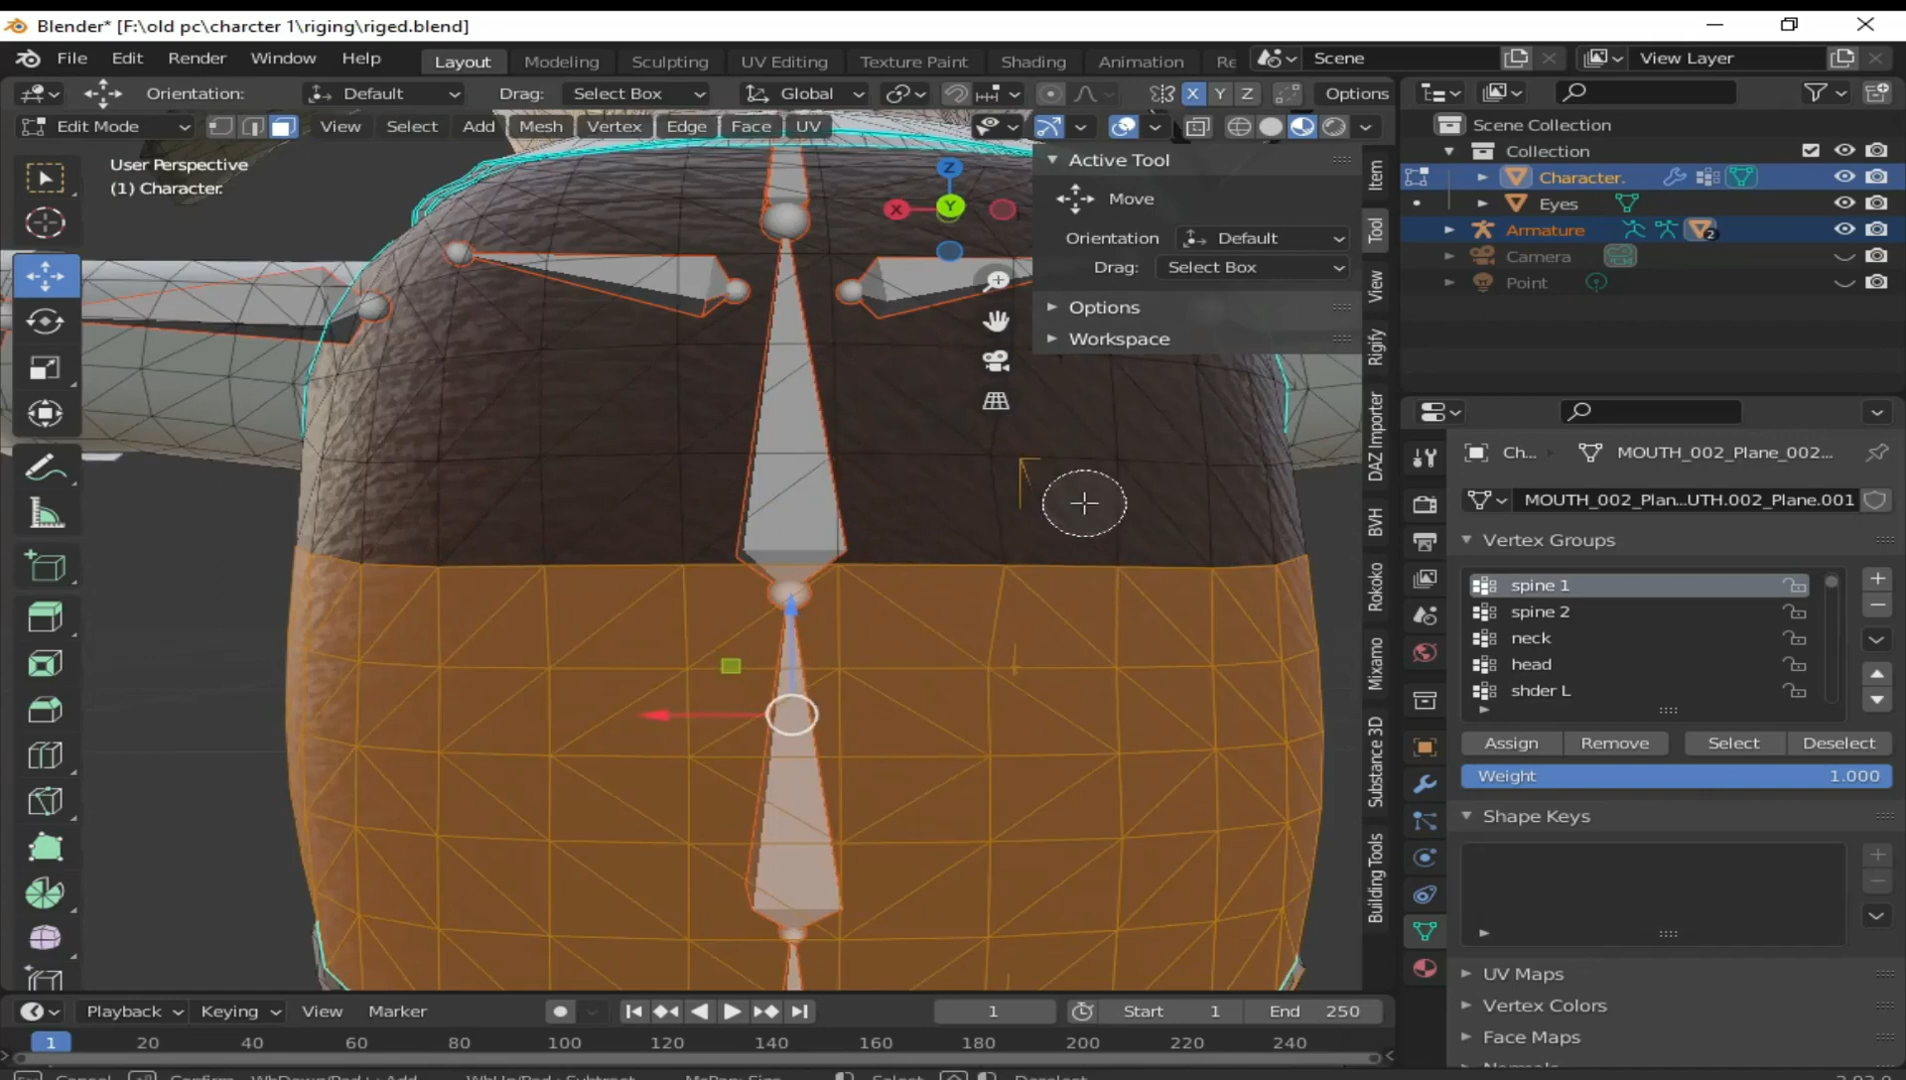 Blender* [F:\old pc\charcter 1\riging\riged.blend]
File Edit Render Window Help Layout Modeling Sculpting UV Editing Texture Paint Shading Animation Re Scene View Layer
Orientation: Default Drag: Select Box Global X Y Z Options
Edit Mode View Select Add Mesh Vertex Edge Face UV
User Perspective
(1) Character.
Z
X
Y
Active Tool
Move
Orientation Default
Drag: Select Box
Options
Workspace
Item
Tool
View
Rigify
DAZ Importer
BVH
Rokoko
Mixamo
Substance 3D
Building Tools
Scene Collection
Collection
Character.
Eyes
Armature 2
Camera
Point
Ch... MOUTH_002_Plane_002...
MOUTH_002_Plan...UTH.002_Plane.001
Vertex Groups
spine 1
spine 2
neck
head
shder L
Assign Remove Select Deselect
Weight 1.000
Shape Keys
UV Maps
Vertex Colors
Face Maps
Playback Keying View Marker 1 Start 1 End 250
1 20 40 60 80 100 120 140 160 180 200 220 240